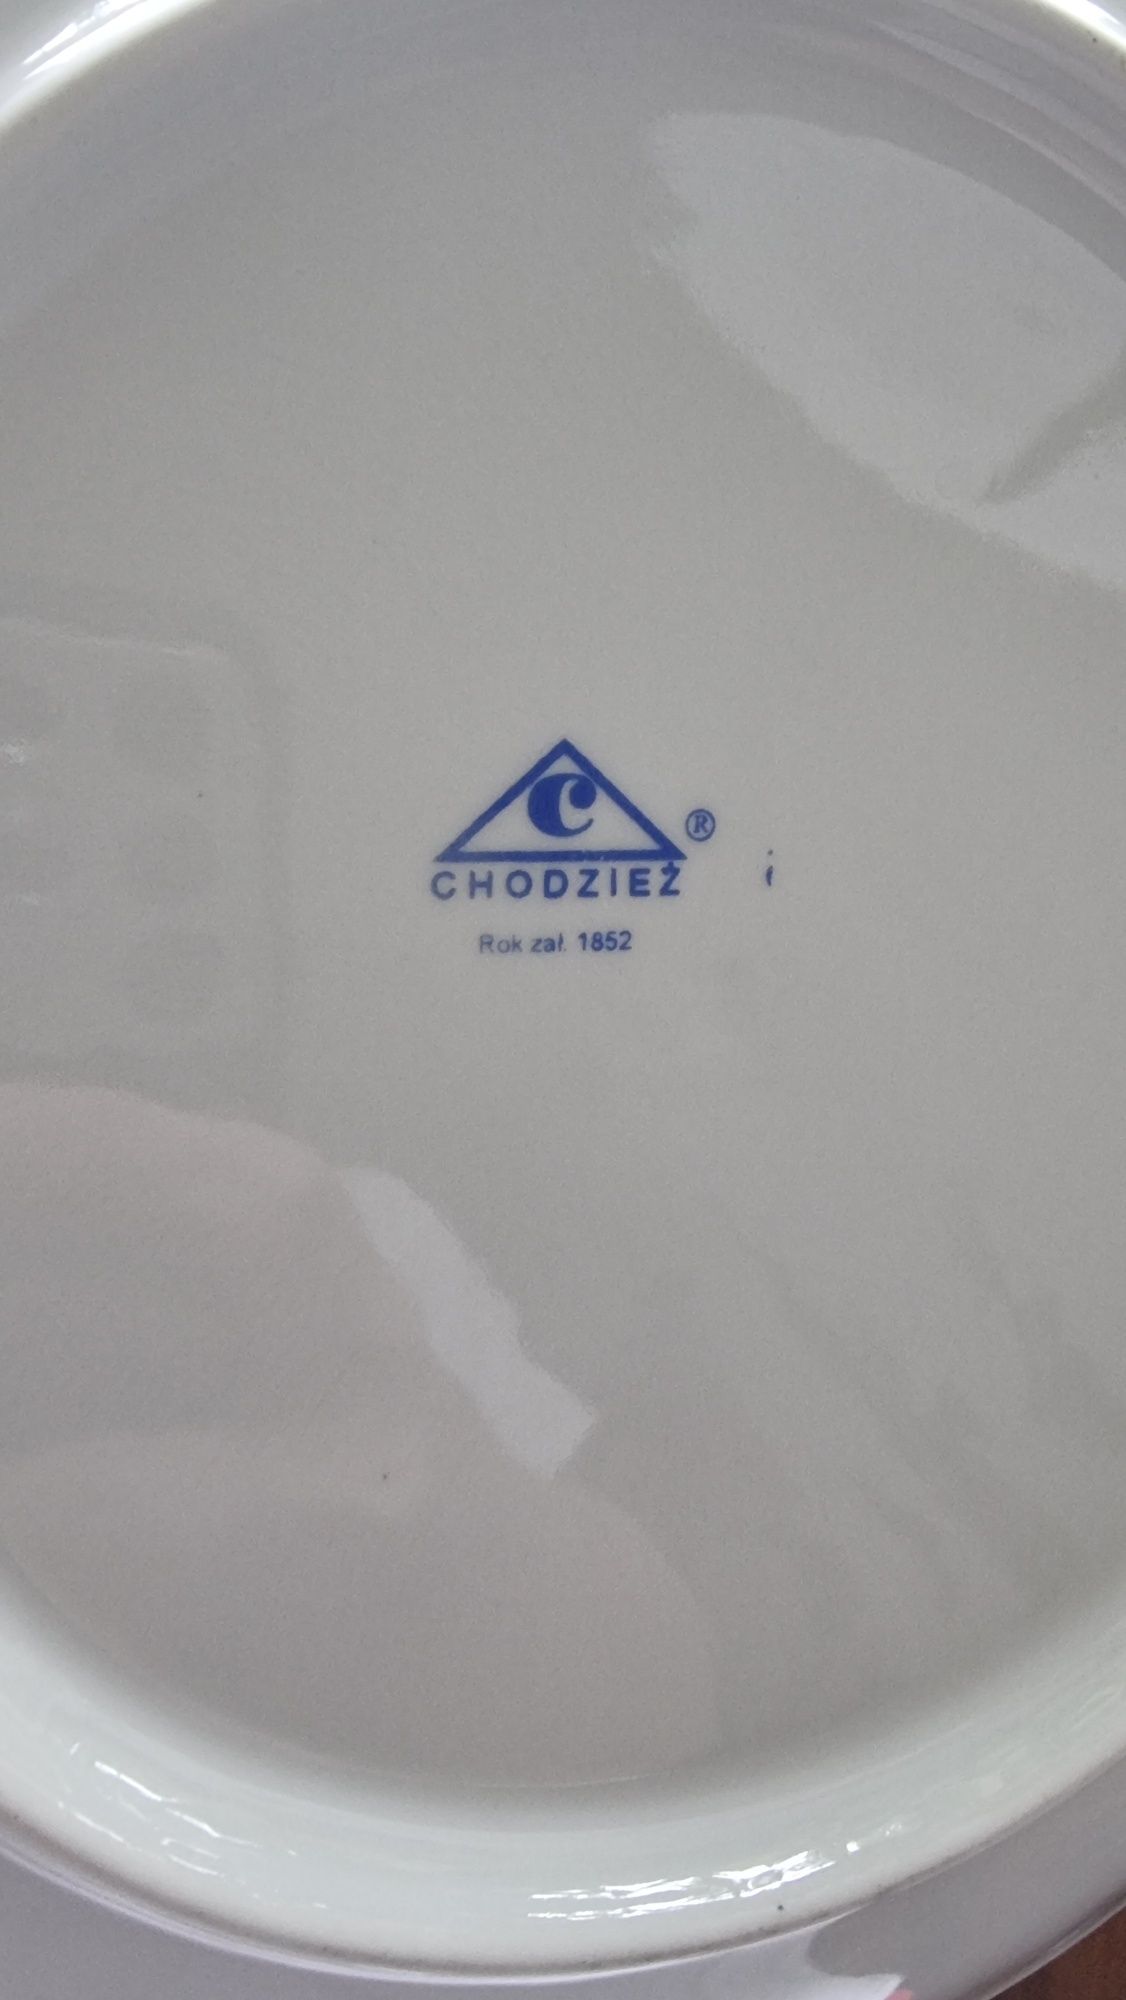 C
®
CHODZIEŻ
Rok zał. 1852